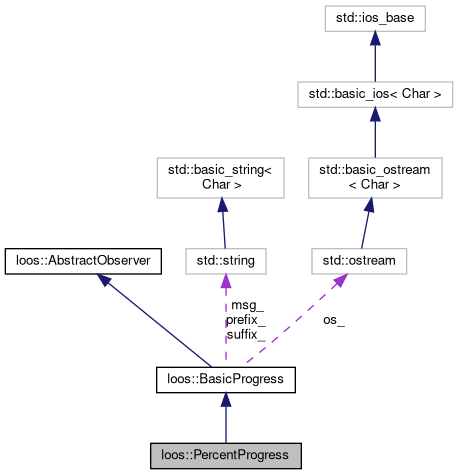 std::ios_base
std::basic_ios< Char >
std::basic_string<
Char >
std::basic_ostream
< Char >
loos::AbstractObserver
std::string
std::ostream
msg_
prefix_
suffix_
os_
loos::BasicProgress
loos::PercentProgress